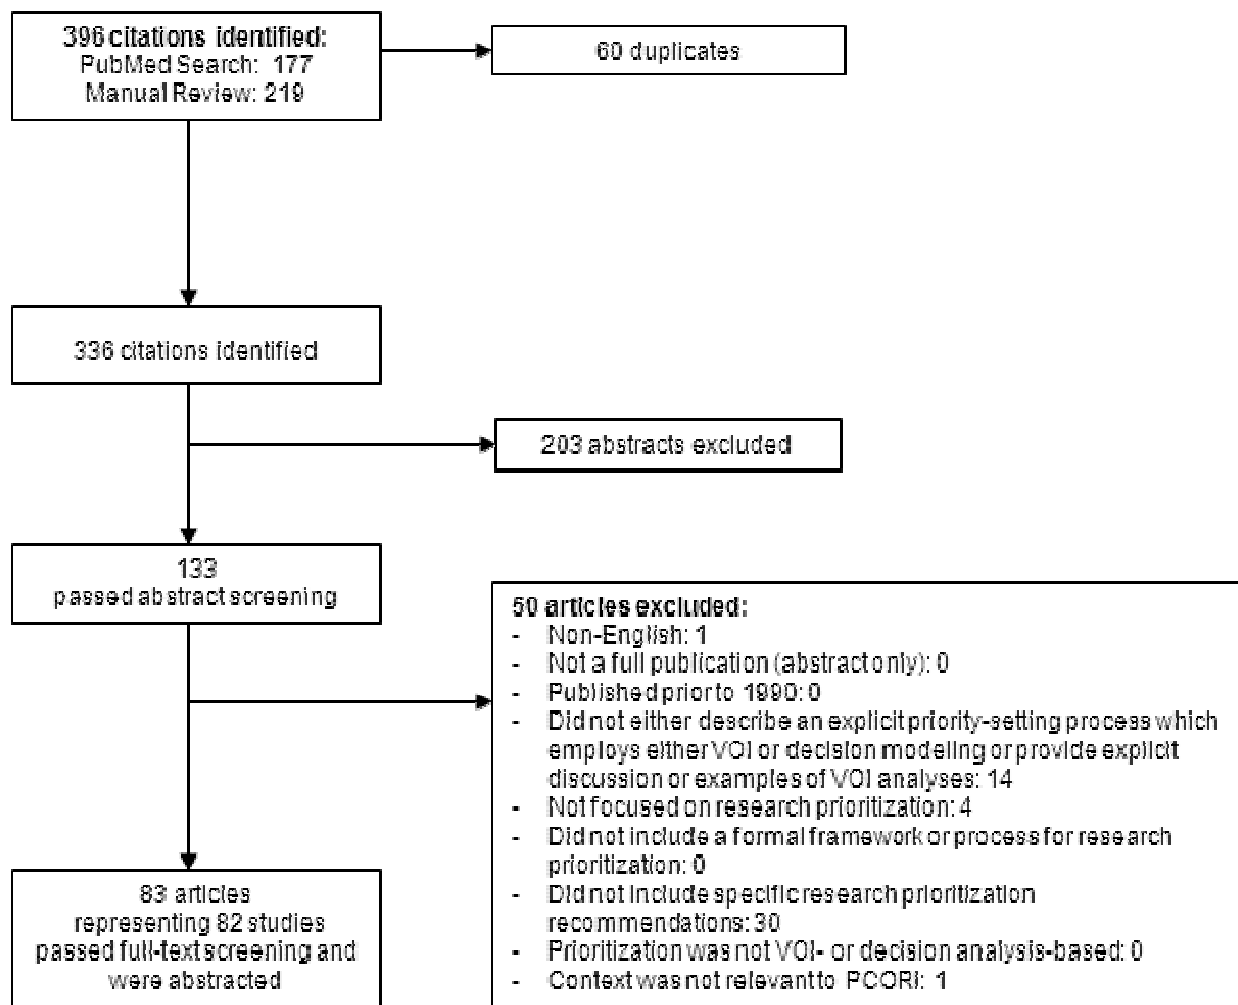 396 citations identified:
PubMed Search: 177
Manual Review: 219
60 duplicates
336 citations identified
203 abstracts excluded
133
passed abstract screening
50 articles excluded:
- Non-English: 1
- Not a full publication (abstract only): 0
- Published prior to 1990: 0
- Did not either describe an explicit priority-setting process which
employs either VOI or decision modeling or provide explicit
discussion or examples of VOI analyses: 14
- Not focused on research prioritization: 4
- Did not include a formal framework or process for research
prioritization: 0
- Did not include specific research prioritization
recommendations: 30
- Prioritization was not VOI- or decision analysis-based: 0
- Context was not relevant to PCORI: 1
83 articles
representing 82 studies
passed full-text screening and
were abstracted